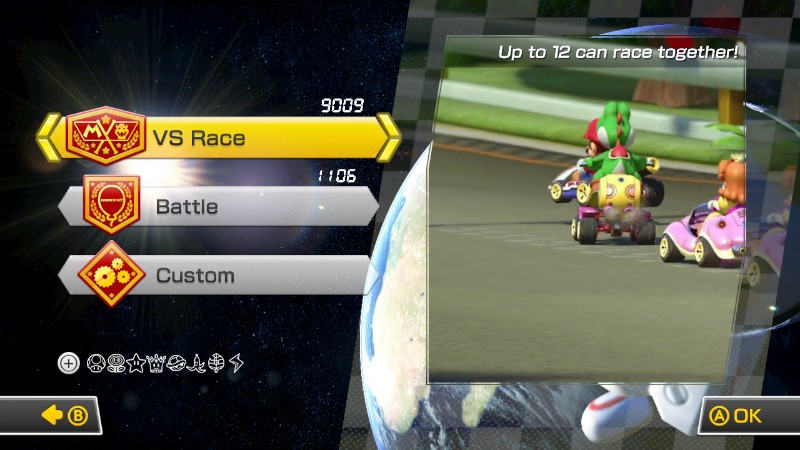 Up to 12 can race together!
9009
VS Race
1106
Battle
Custom
B
A OK